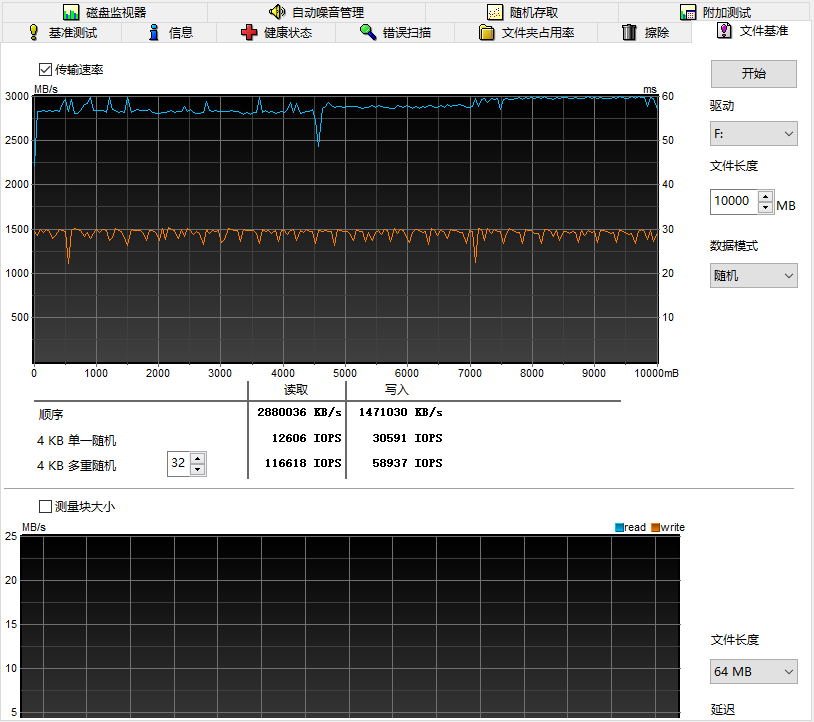 磁盘监视器 自动噪音管理 随机存取 附加测试
基准测试 信息 健康状态 错误扫描 文件夹占用率 擦除 文件基准
传输速率
开始
MB/s ms
3000 60
驱动
F:
2500 50
文件长度
2000 40
10000 MB
1500 30
数据模式
随机
1000 20
500 10
0 1000 2000 3000 4000 5000 6000 7000 8000 9000 10000mB
读取 写入
顺序 2880036 KB/s 1471030 KB/s
4 KB 单一随机 12606 IOPS 30591 IOPS
4 KB 多重随机 32 116618 IOPS 58937 IOPS
测量块大小
MB/s read write
25
20
15
文件长度
10
64 MB
5
延迟